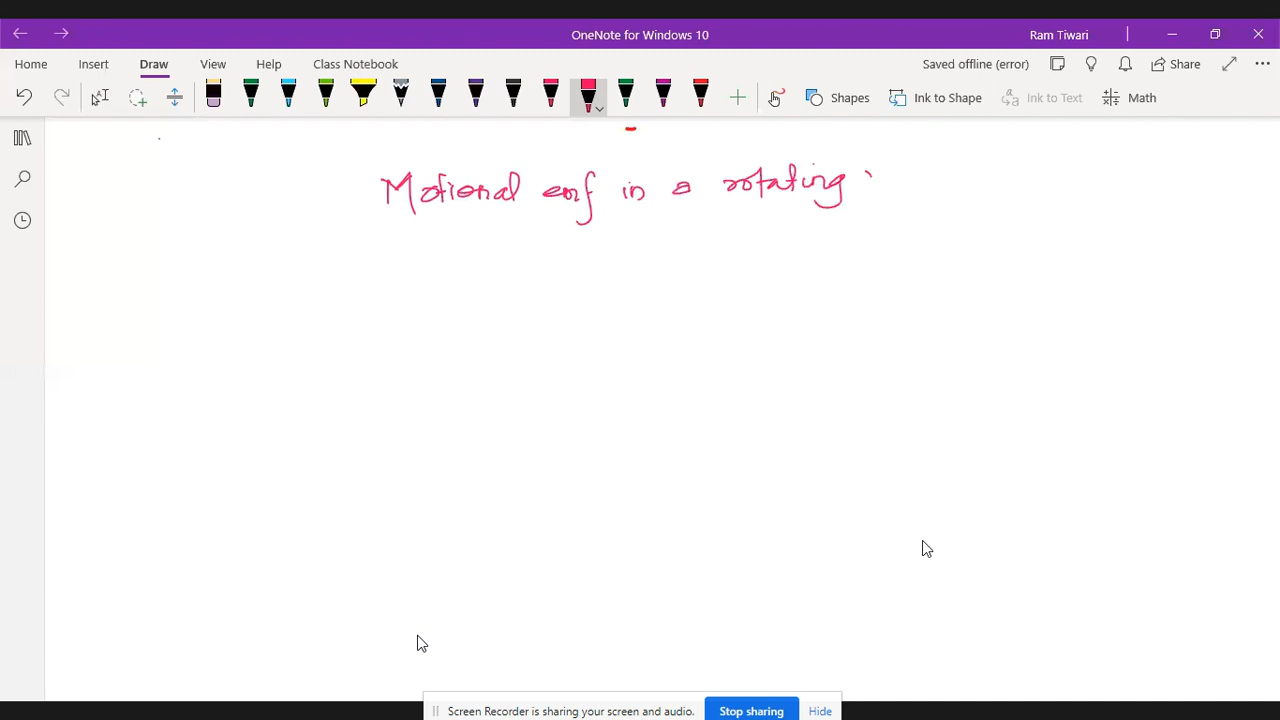 OneNote for Windows 10
Ram Tiwari
Home Insert Draw View Help Class Notebook
Saved offline (error) Share
Shapes Ink to Shape Ink to Text Math
Motional emf in a rotating
Screen Recorder is sharing your screen and audio. Stop sharing Hide